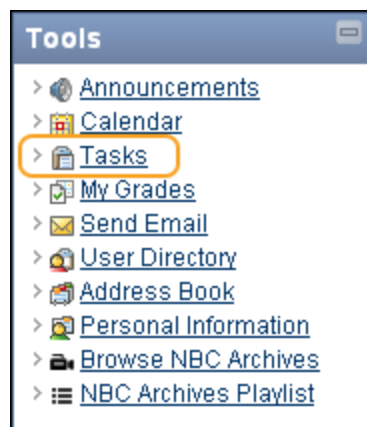 Tools
Announcements
Calendar
Tasks
My Grades
Send Email
User Directory
Address Book
Personal Information
Browse NBC Archives
NBC Archives Playlist